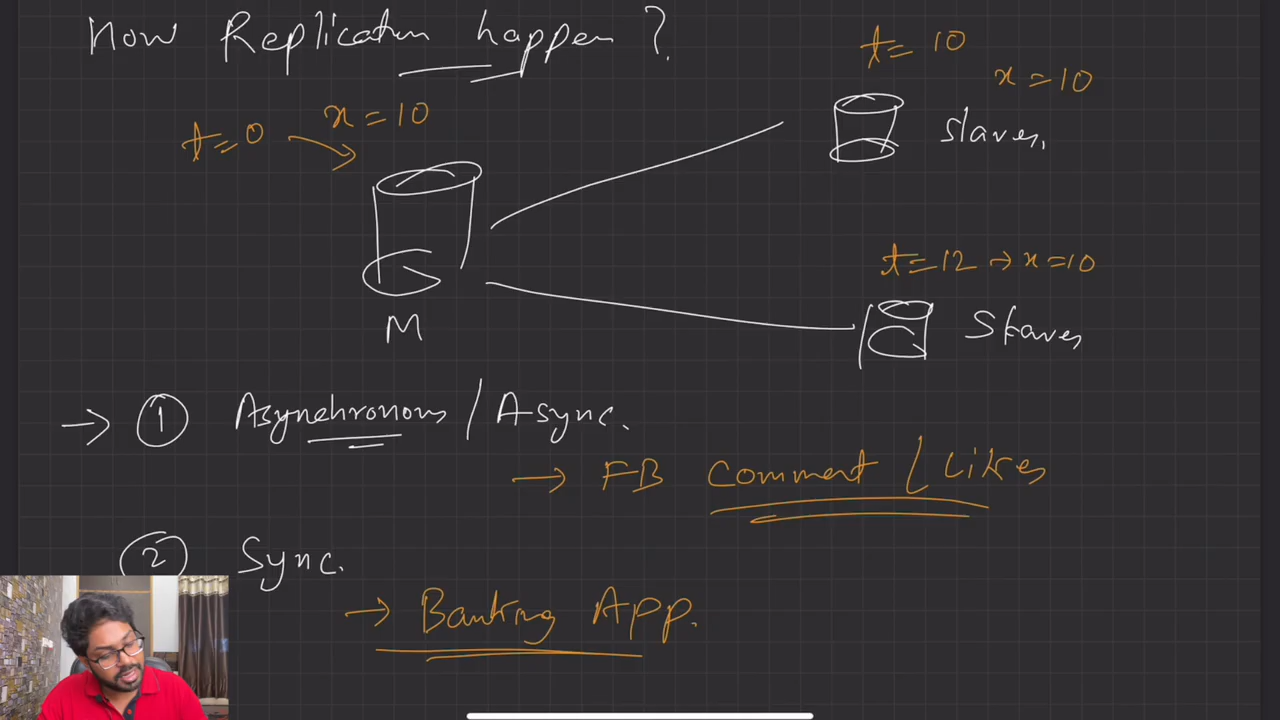 How Replication happen?
t=0 → x=10
t=10
x=10
slaves,
M
t=12 → x=10
Slaves
→ ① Asynchronous / Async.
→ FB Comment / Likes
② Sync.
→ Banking App.